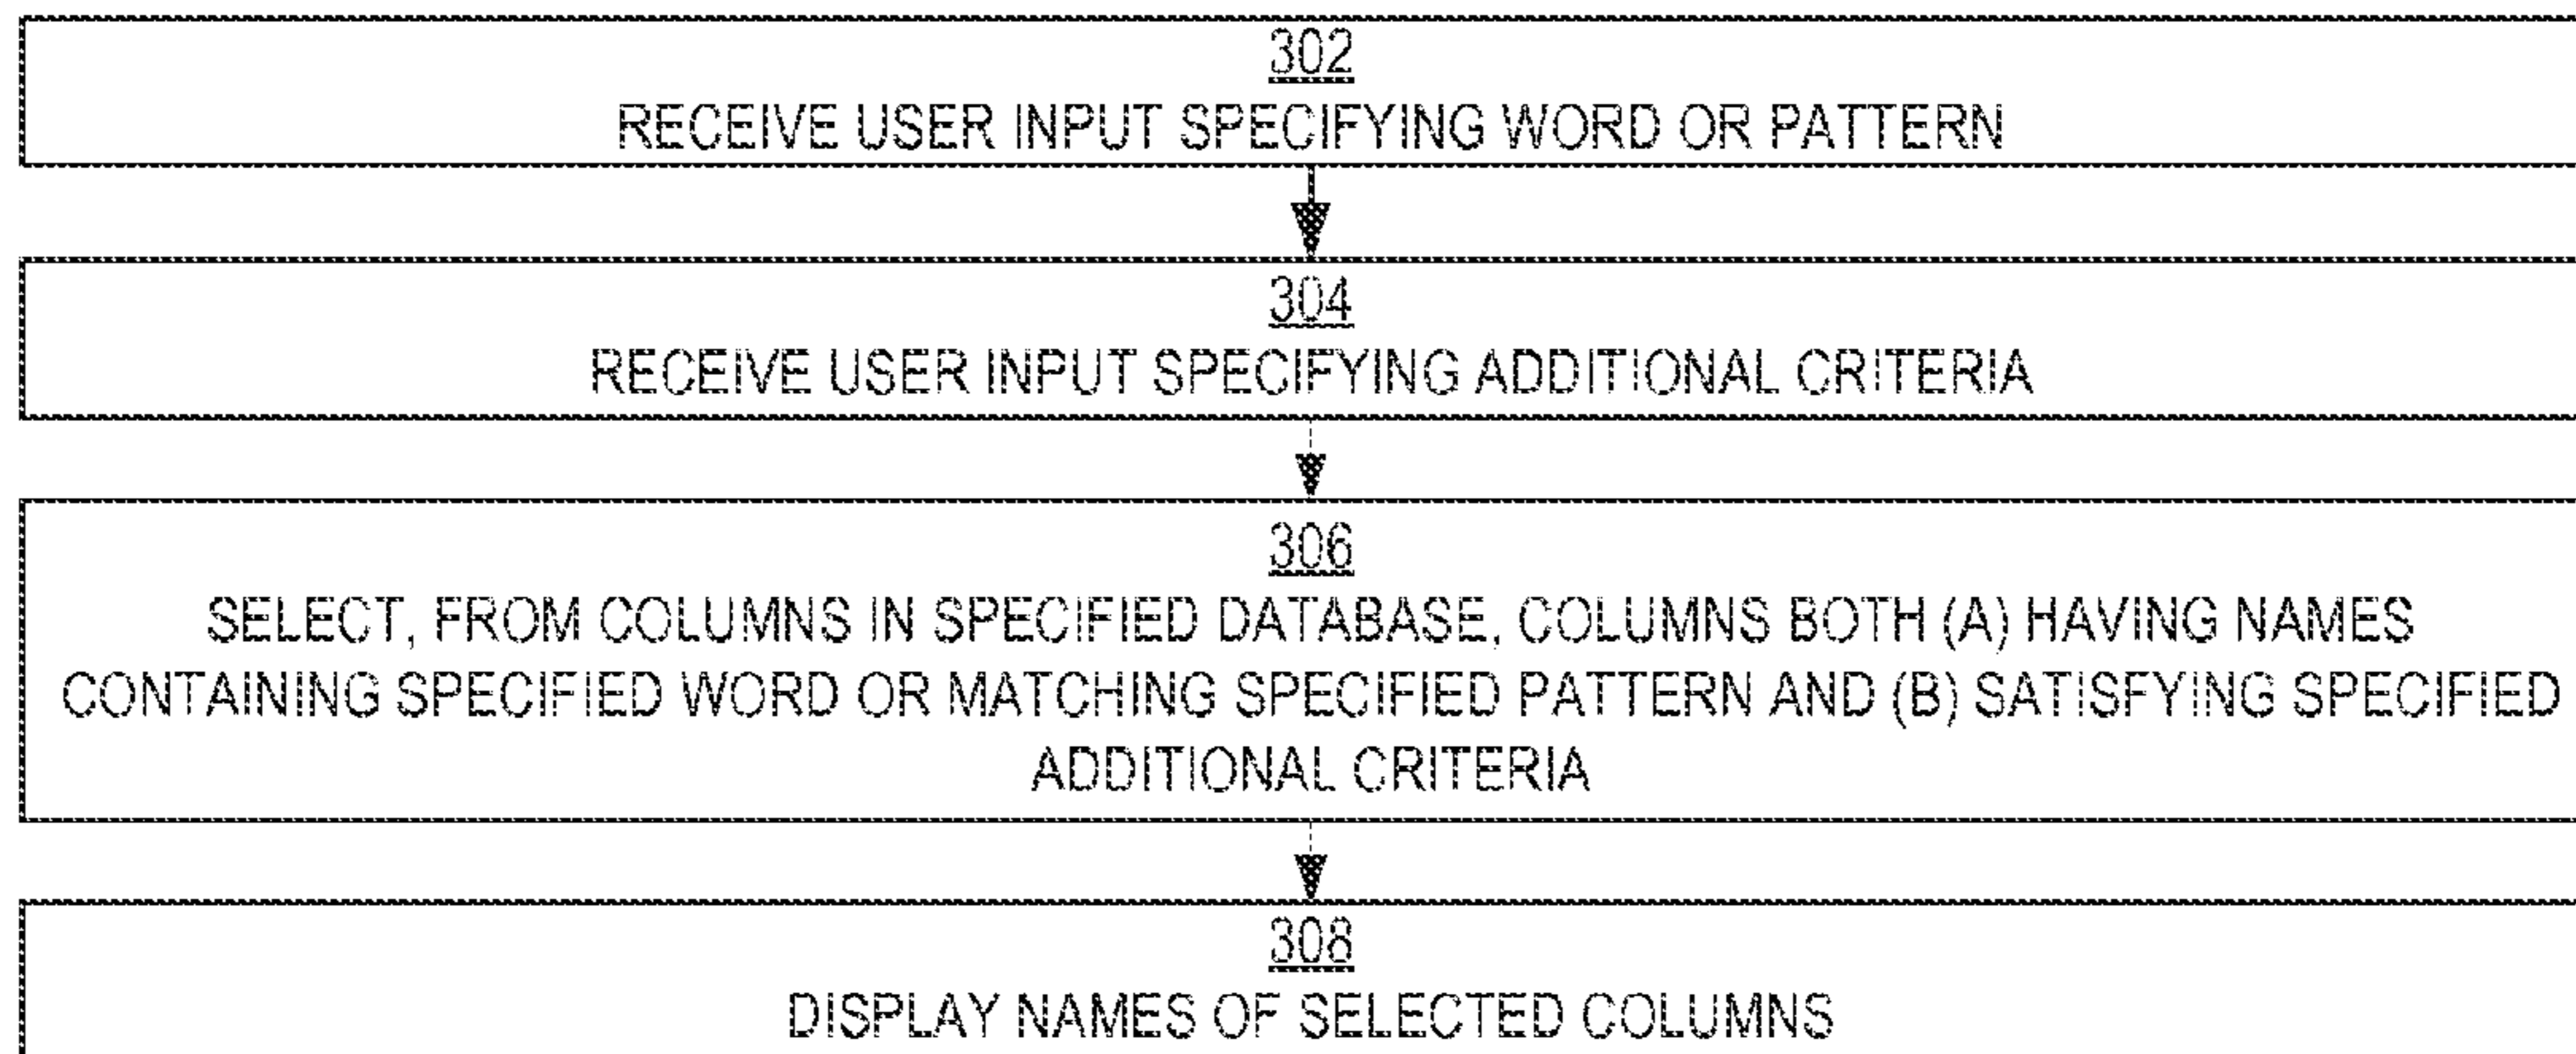 302
RECEIVE USER INPUT SPECIFYING WORD OR PATTERN
304
RECEIVE USER INPUT SPECIFYING ADDITIONAL CRITERIA
306
SELECT, FROM COLUMNS IN SPECIFIED DATABASE, COLUMNS BOTH (A) HAVING NAMES
CONTAINING SPECIFIED WORD OR MATCHING SPECIFIED PATTERN AND (B) SATISFYING SPECIFIED
ADDITIONAL CRITERIA
308
DISPLAY NAMES OF SELECTED COLUMNS